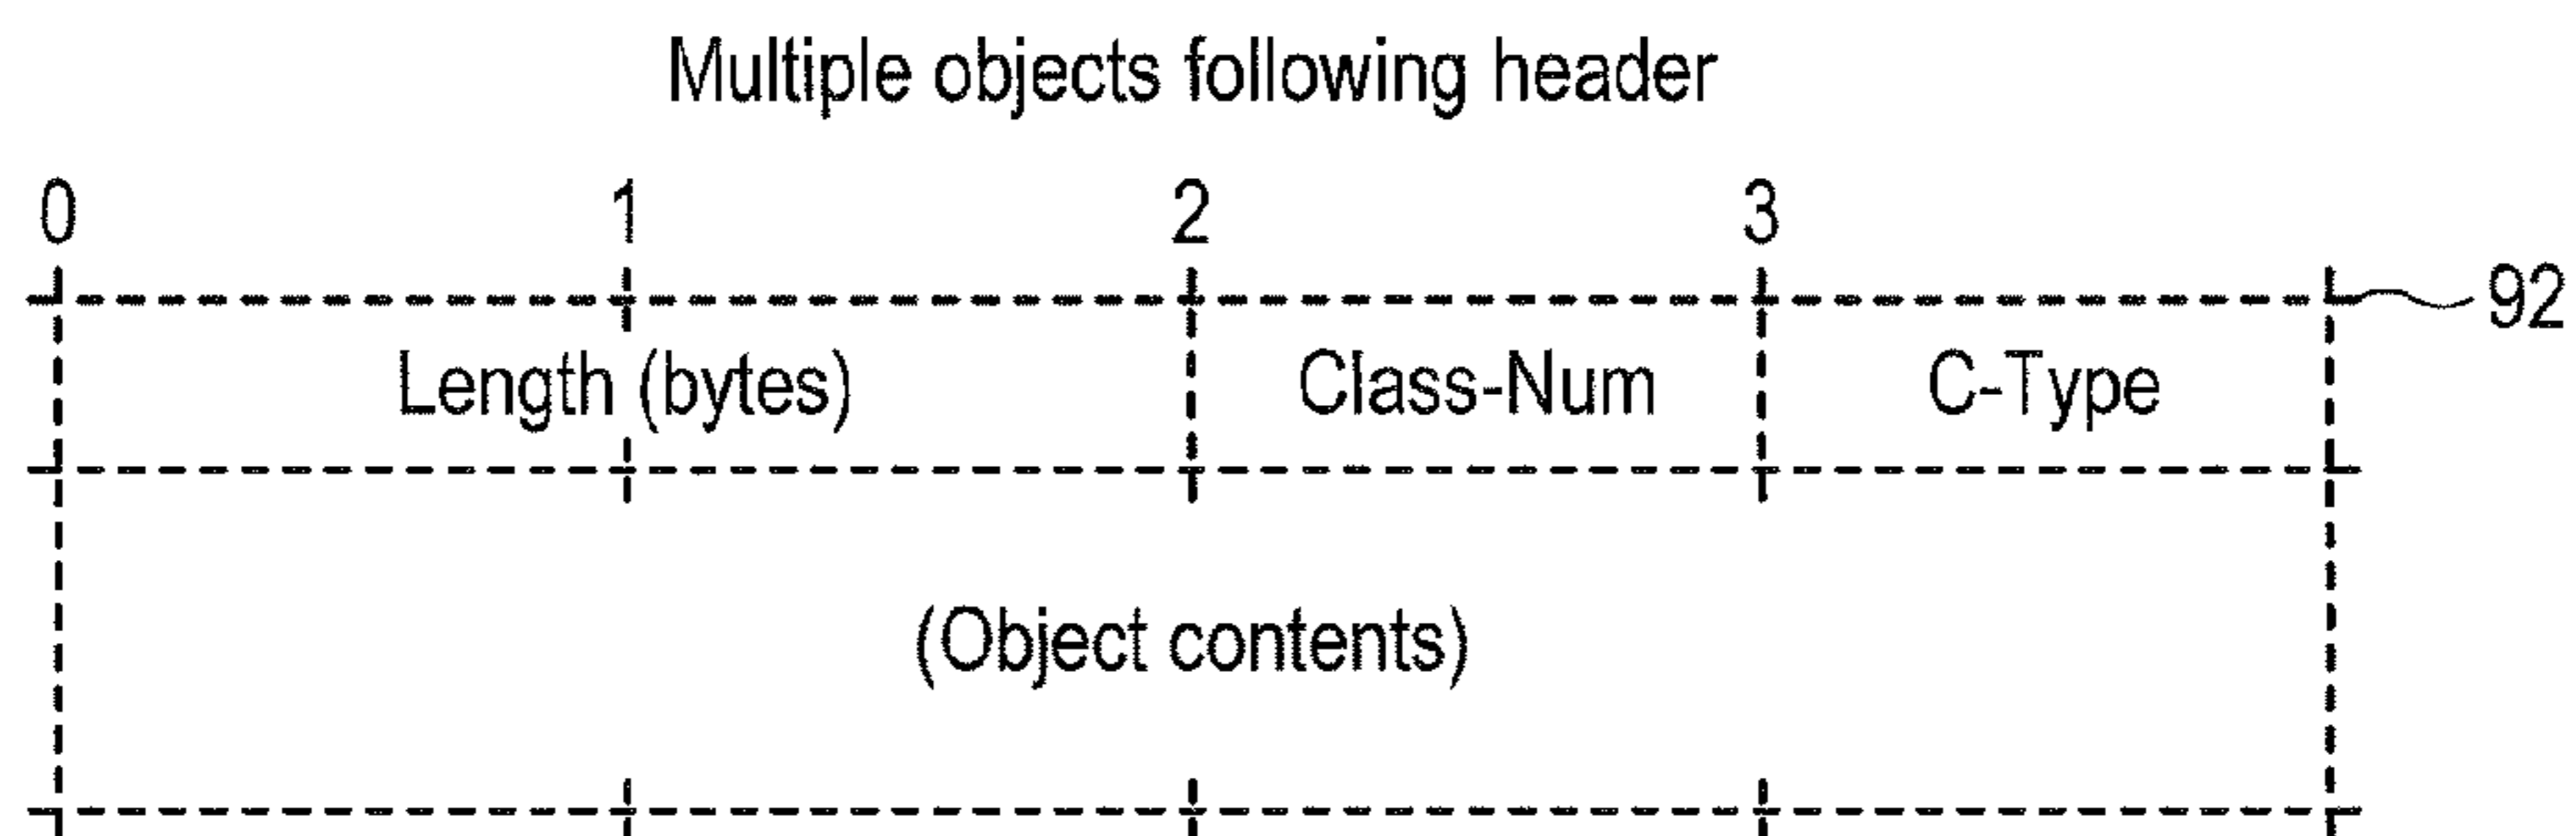 Multiple objects following header
0 1 2 3
92
Length (bytes) Class-Num C-Type
(Object contents)